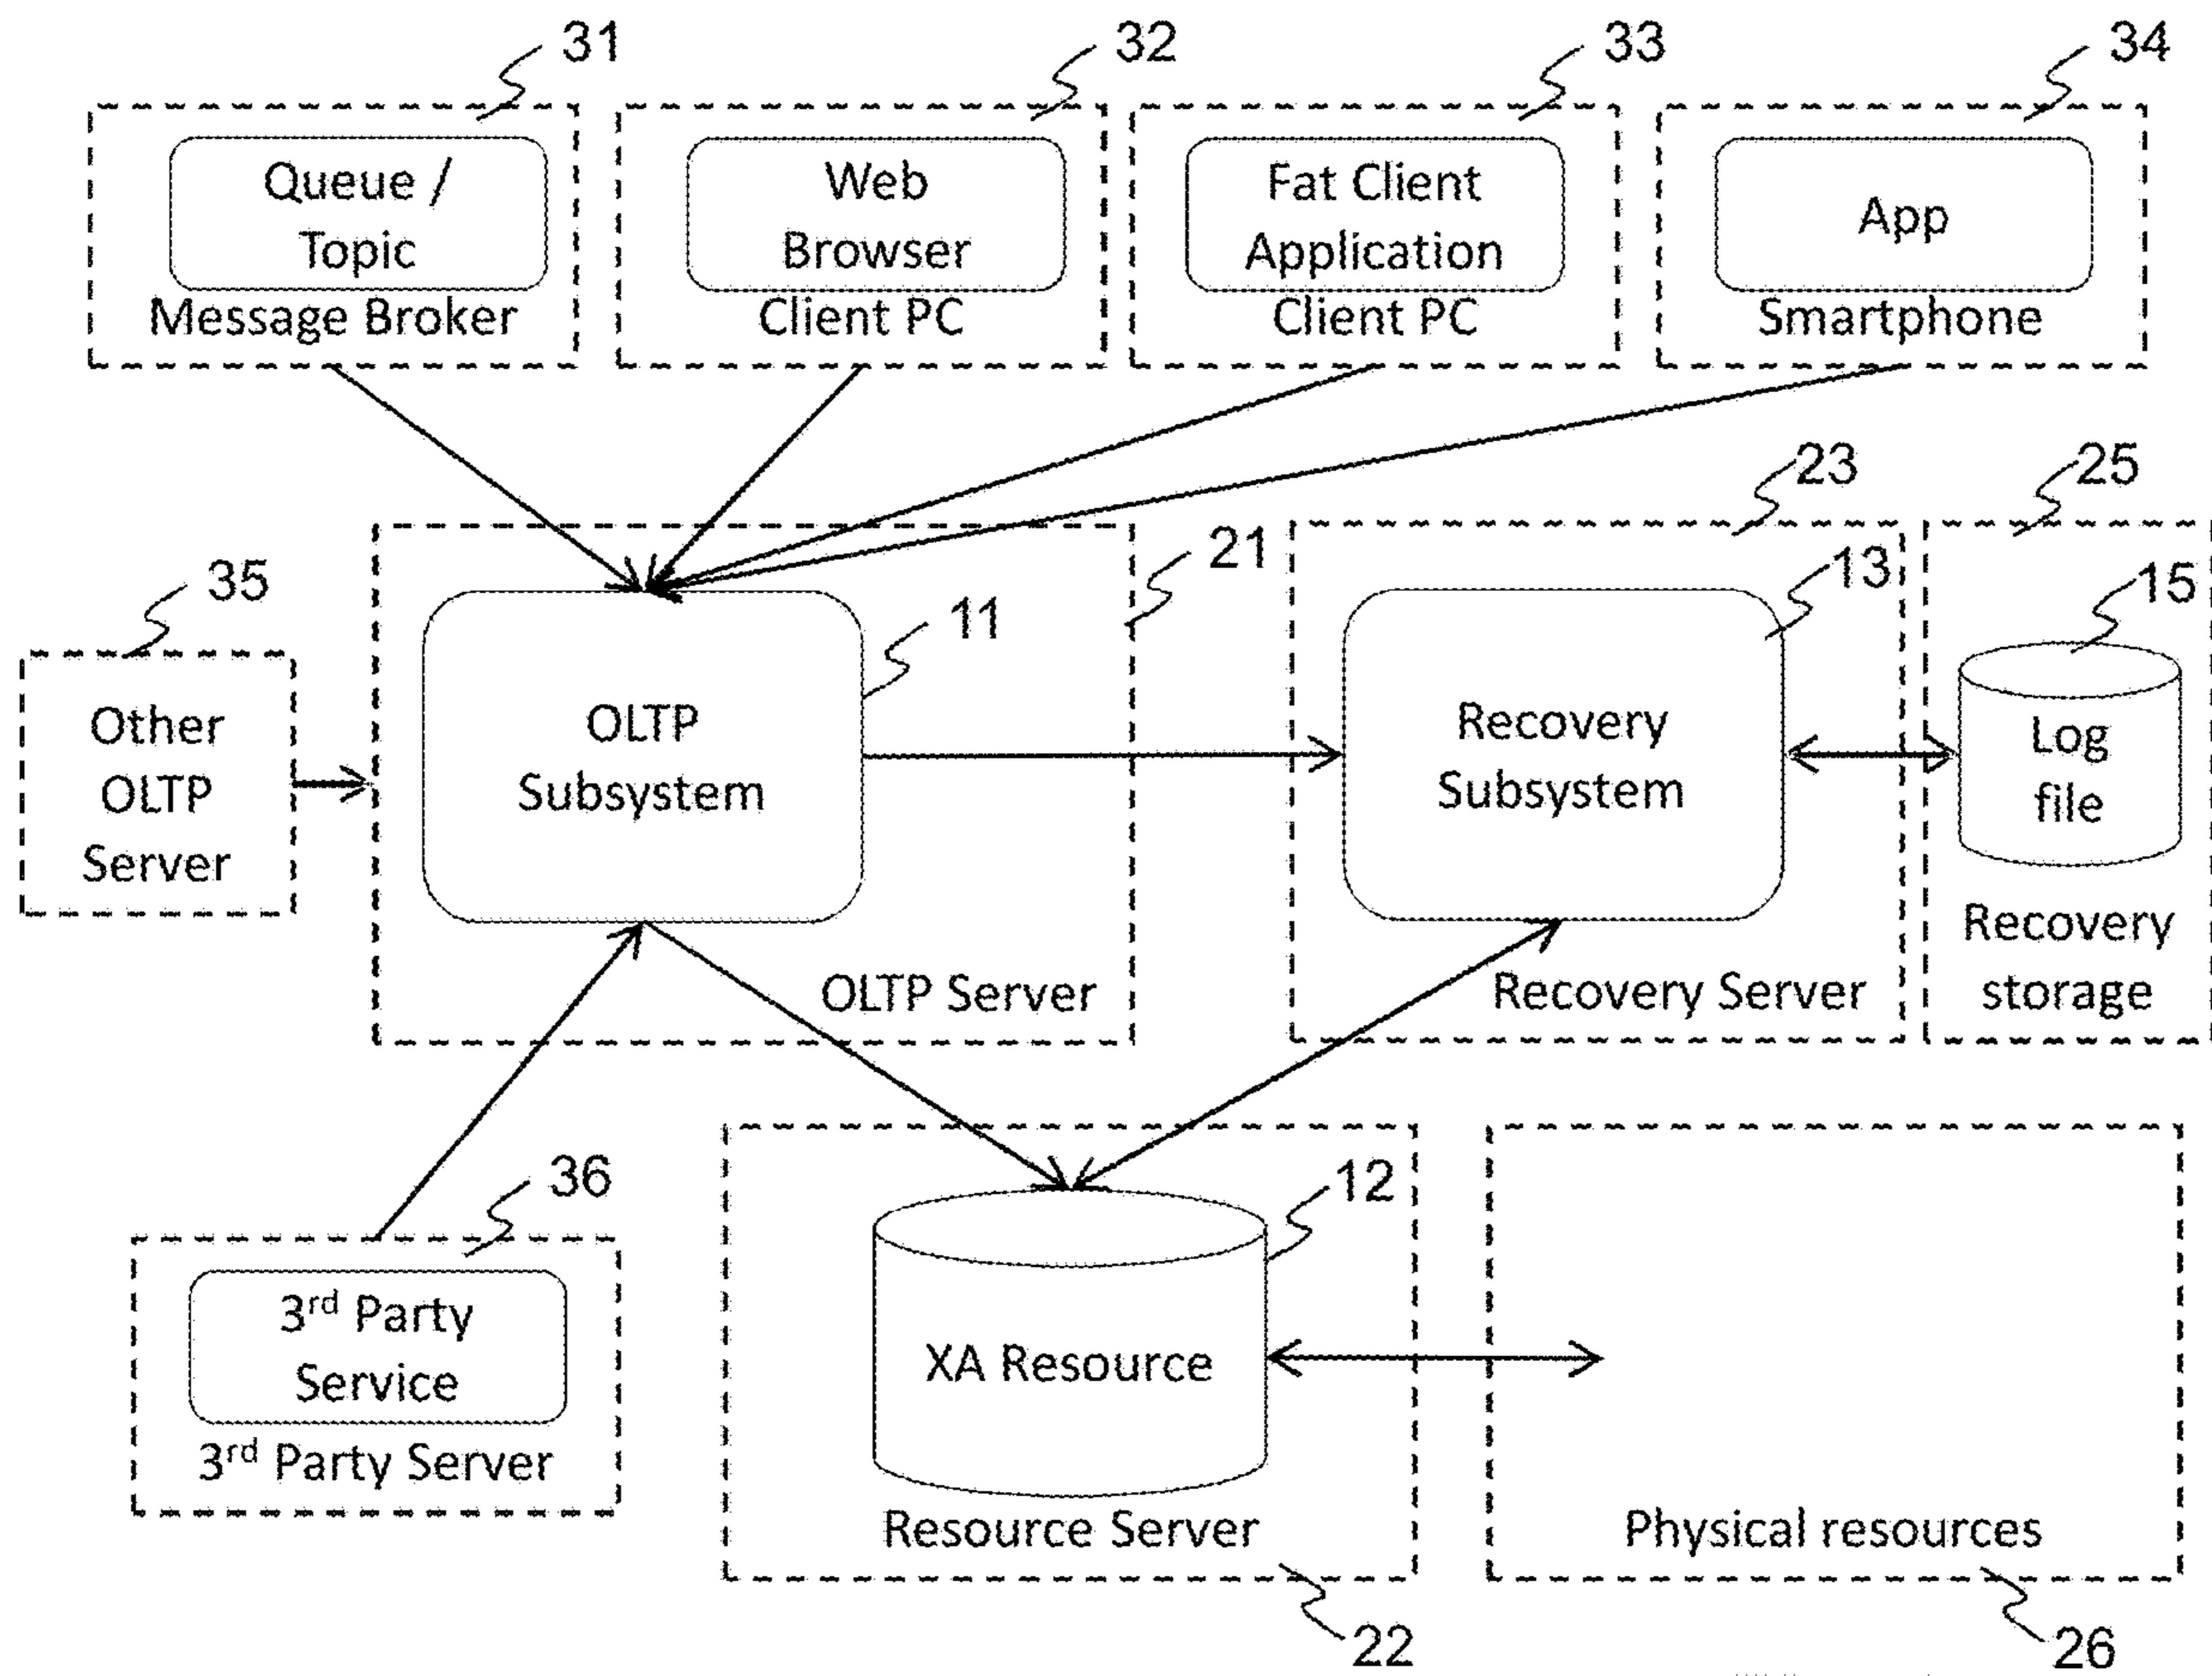 31
32
33
34
Queue /
Topic
Message Broker
Web
Browser
Client PC
Fat Client
Application
Client PC
App
Smartphone
23
25
21
13
35
15
11
Other
OLTP
Server
OLTP
Subsystem
OLTP Server
Recovery
Subsystem
Recovery Server
Log
file
Recovery
storage
36
12
3rd Party
Service
3rd Party Server
XA Resource
Resource Server
Physical resources
22
26